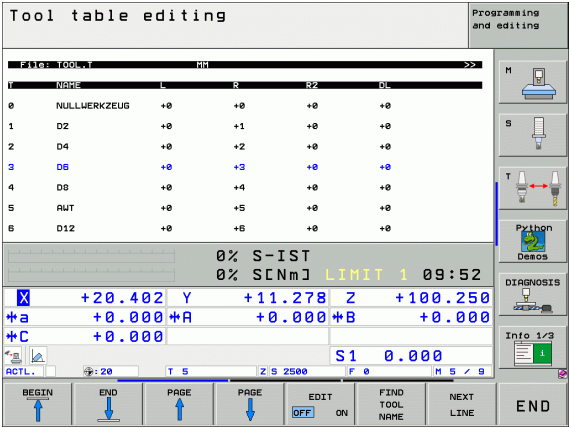 Tool table editing
Programming and editing
File: TOOL.T MM >>
T NAME L R R2 DL
0 NULLWERKZEUG +0 +0 +0 +0
1 D2 +0 +1 +0 +0
2 D4 +0 +2 +0 +0
3 D6 +0 +3 +0 +0
4 D8 +0 +4 +0 +0
5 AWT +0 +5 +0 +0
6 D12 +0 +6 +0 +0
0% S-IST
0% S[Nm] LIMIT 1 09:52
X +20.402 Y +11.278 Z +100.250
a +0.000 A +0.000 B +0.000
C +0.000
S1 0.000
ACTL. :20 T 5 Z S 2500 F 0 M 5 / 9
M
S
T
Python
Demos
DIAGNOSIS
Info 1/3
i
BEGIN
END
PAGE
PAGE
EDIT
OFF ON
FIND
TOOL
NAME
NEXT
LINE
END